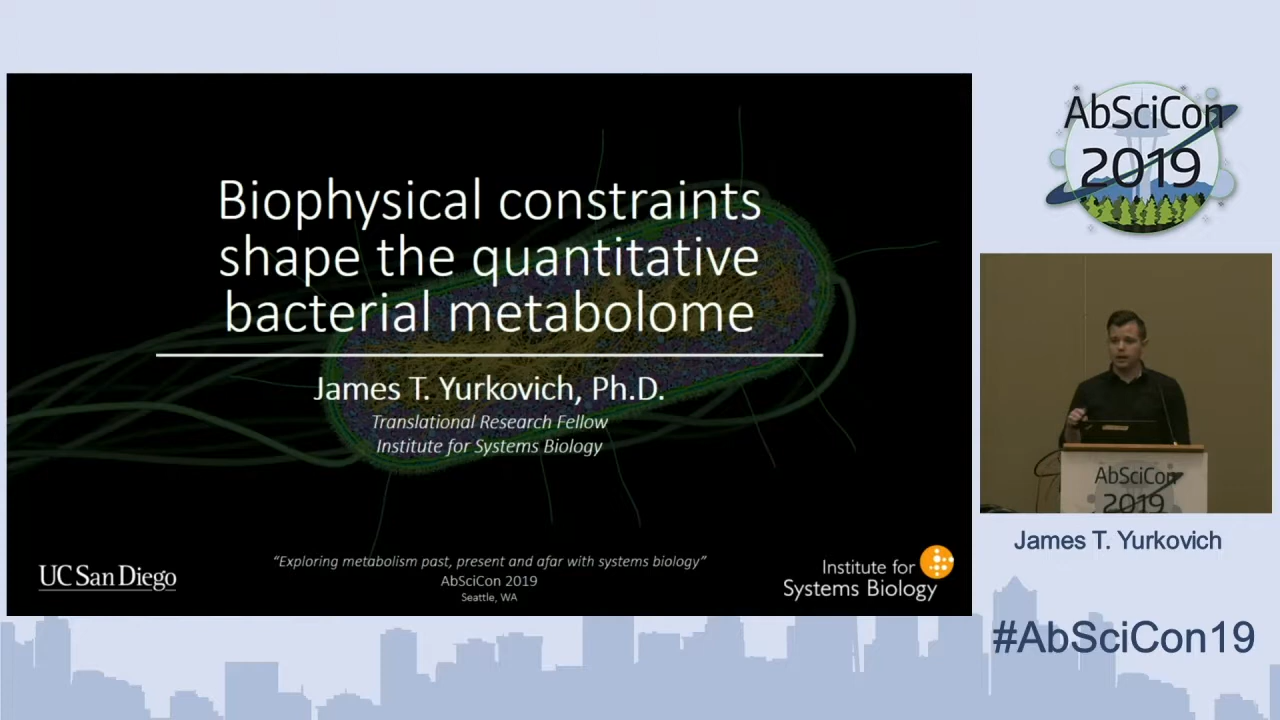 Biophysical constraints
shape the quantitative
bacterial metabolome
James T. Yurkovich, Ph.D.
Translational Research Fellow
Institute for Systems Biology
UC San Diego
“Exploring metabolism past, present and afar with systems biology”
AbSciCon 2019
Seattle, WA
Institute for
Systems Biology
AbSciCon
2019
AbSciCon
2019
James T. Yurkovich
#AbSciCon19